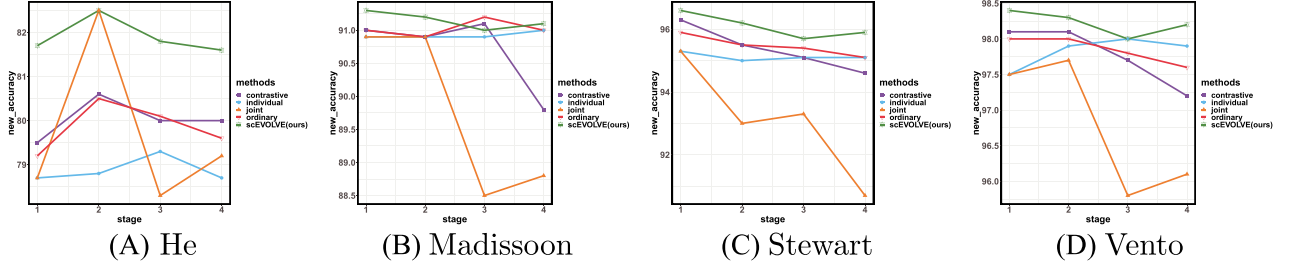 new_accuracy
82
81
80
79
1 2 3 4
stage
methods
contrastive
individual
joint
ordinary
scEVOLVE(ours)
(A) He
new_accuracy
91.0
90.5
90.0
89.5
89.0
88.5
1 2 3 4
stage
methods
contrastive
individual
joint
ordinary
scEVOLVE(ours)
(B) Madissoon
new_accuracy
96
94
92
1 2 3 4
stage
methods
contrastive
individual
joint
ordinary
scEVOLVE(ours)
(C) Stewart
new_accuracy
98.5
98.0
97.5
97.0
96.5
96.0
1 2 3 4
stage
methods
contrastive
individual
joint
ordinary
scEVOLVE(ours)
(D) Vento